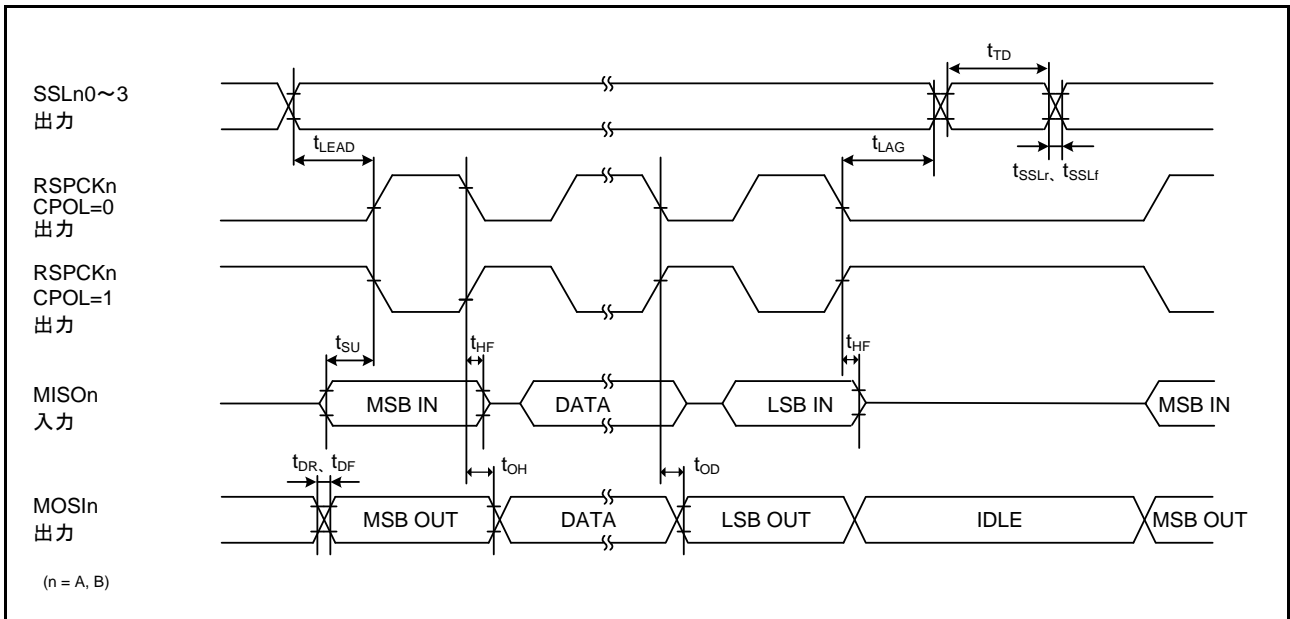 SSLn0～3
出力
tTD
tLEAD
tLAG
tSSLr、tSSLf
RSPCKn
CPOL=0
出力
RSPCKn
CPOL=1
出力
tSU
tHF
tHF
MISOn
入力
MSB IN
DATA
LSB IN
MSB IN
tDR、tDF
tOH
tOD
MOSIn
出力
MSB OUT
DATA
LSB OUT
IDLE
MSB OUT
(n = A, B)